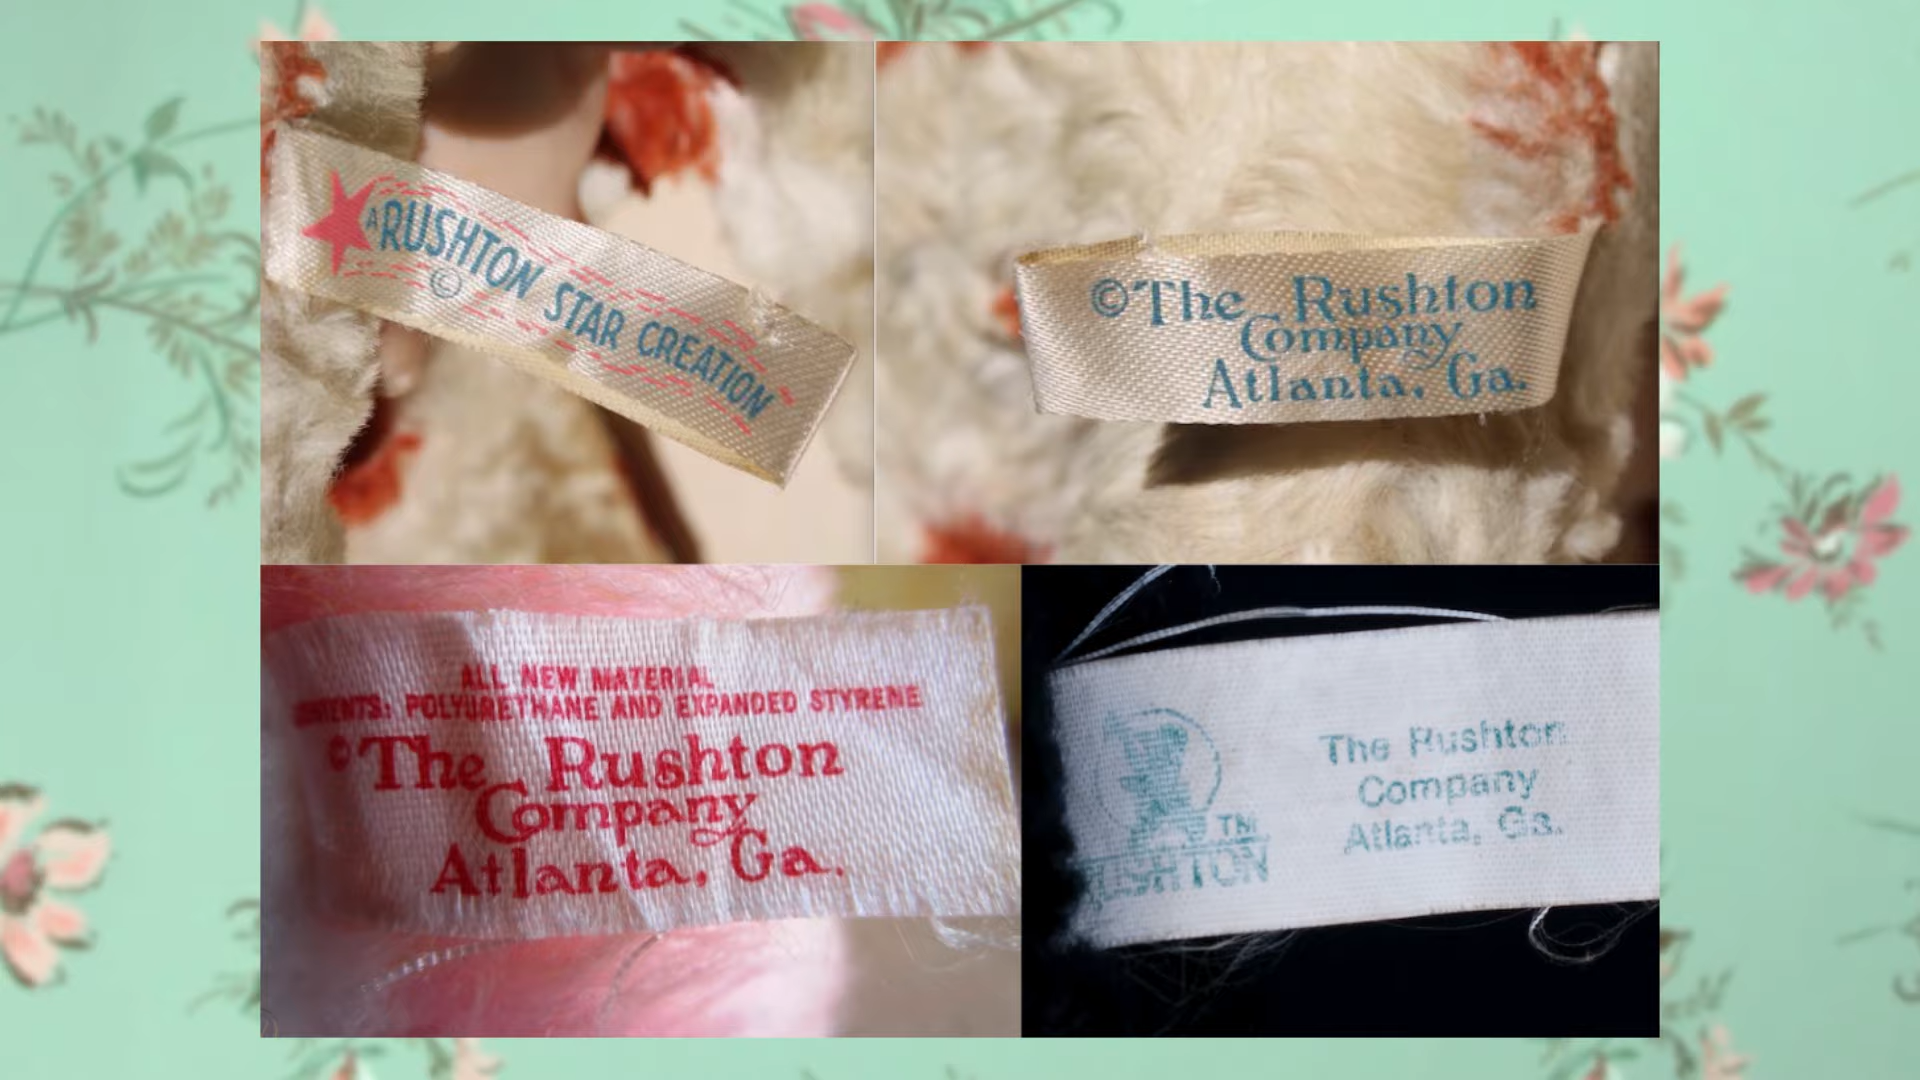 A RUSHTON STAR CREATION
©
©The Rushton
Company
Atlanta, Ga.
ALL NEW MATERIAL
POLYURETHANE AND EXPANDED STYRENE
©The Rushton
Company
Atlanta, Ga.
TM
RUSHTON
The Rushton
Company
Atlanta, Ga.